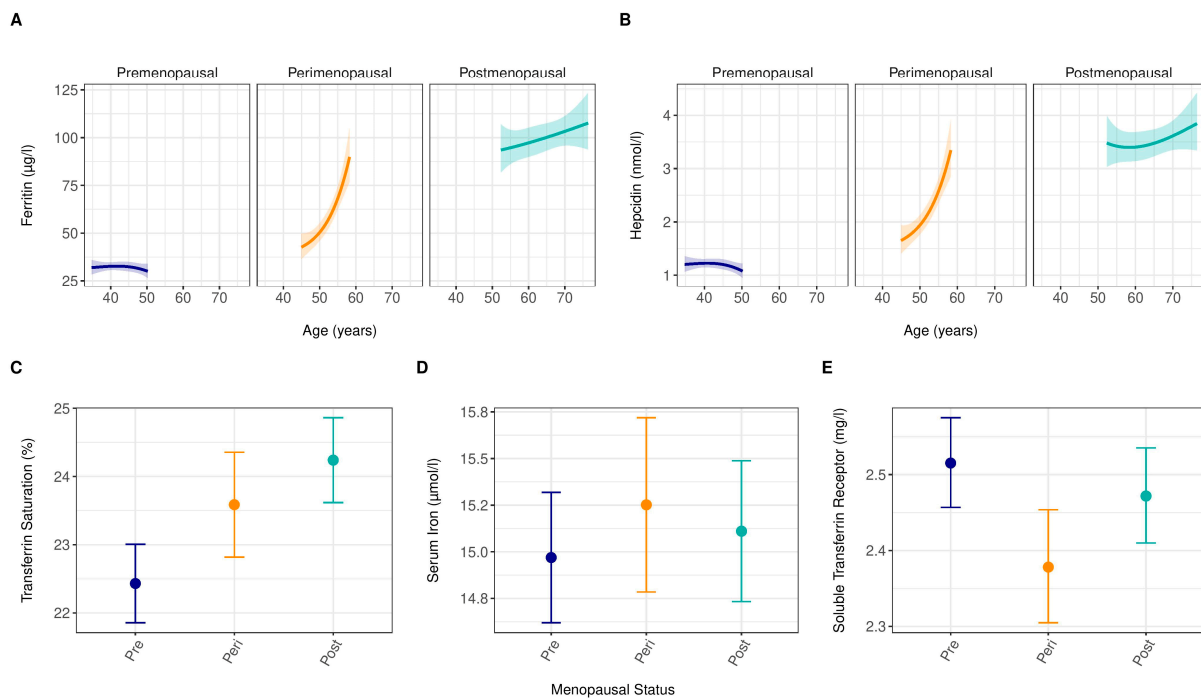 A
B
Premenopausal Perimenopausal Postmenopausal
Ferritin (µg/l)
125
100
75
50
25
40 50 60 70 40 50 60 70 40 50 60 70
Age (years)
Premenopausal Perimenopausal Postmenopausal
Hepcidin (nmol/l)
4
3
2
1
40 50 60 70 40 50 60 70 40 50 60 70
Age (years)
C
Transferrin Saturation (%)
25
24
23
22
Pre Peri Post
D
Serum Iron (µmol/l)
15.8
15.5
15.2
15.0
14.8
Pre Peri Post
E
Soluble Transferrin Receptor (mg/l)
2.5
2.4
2.3
Pre Peri Post
Menopausal Status